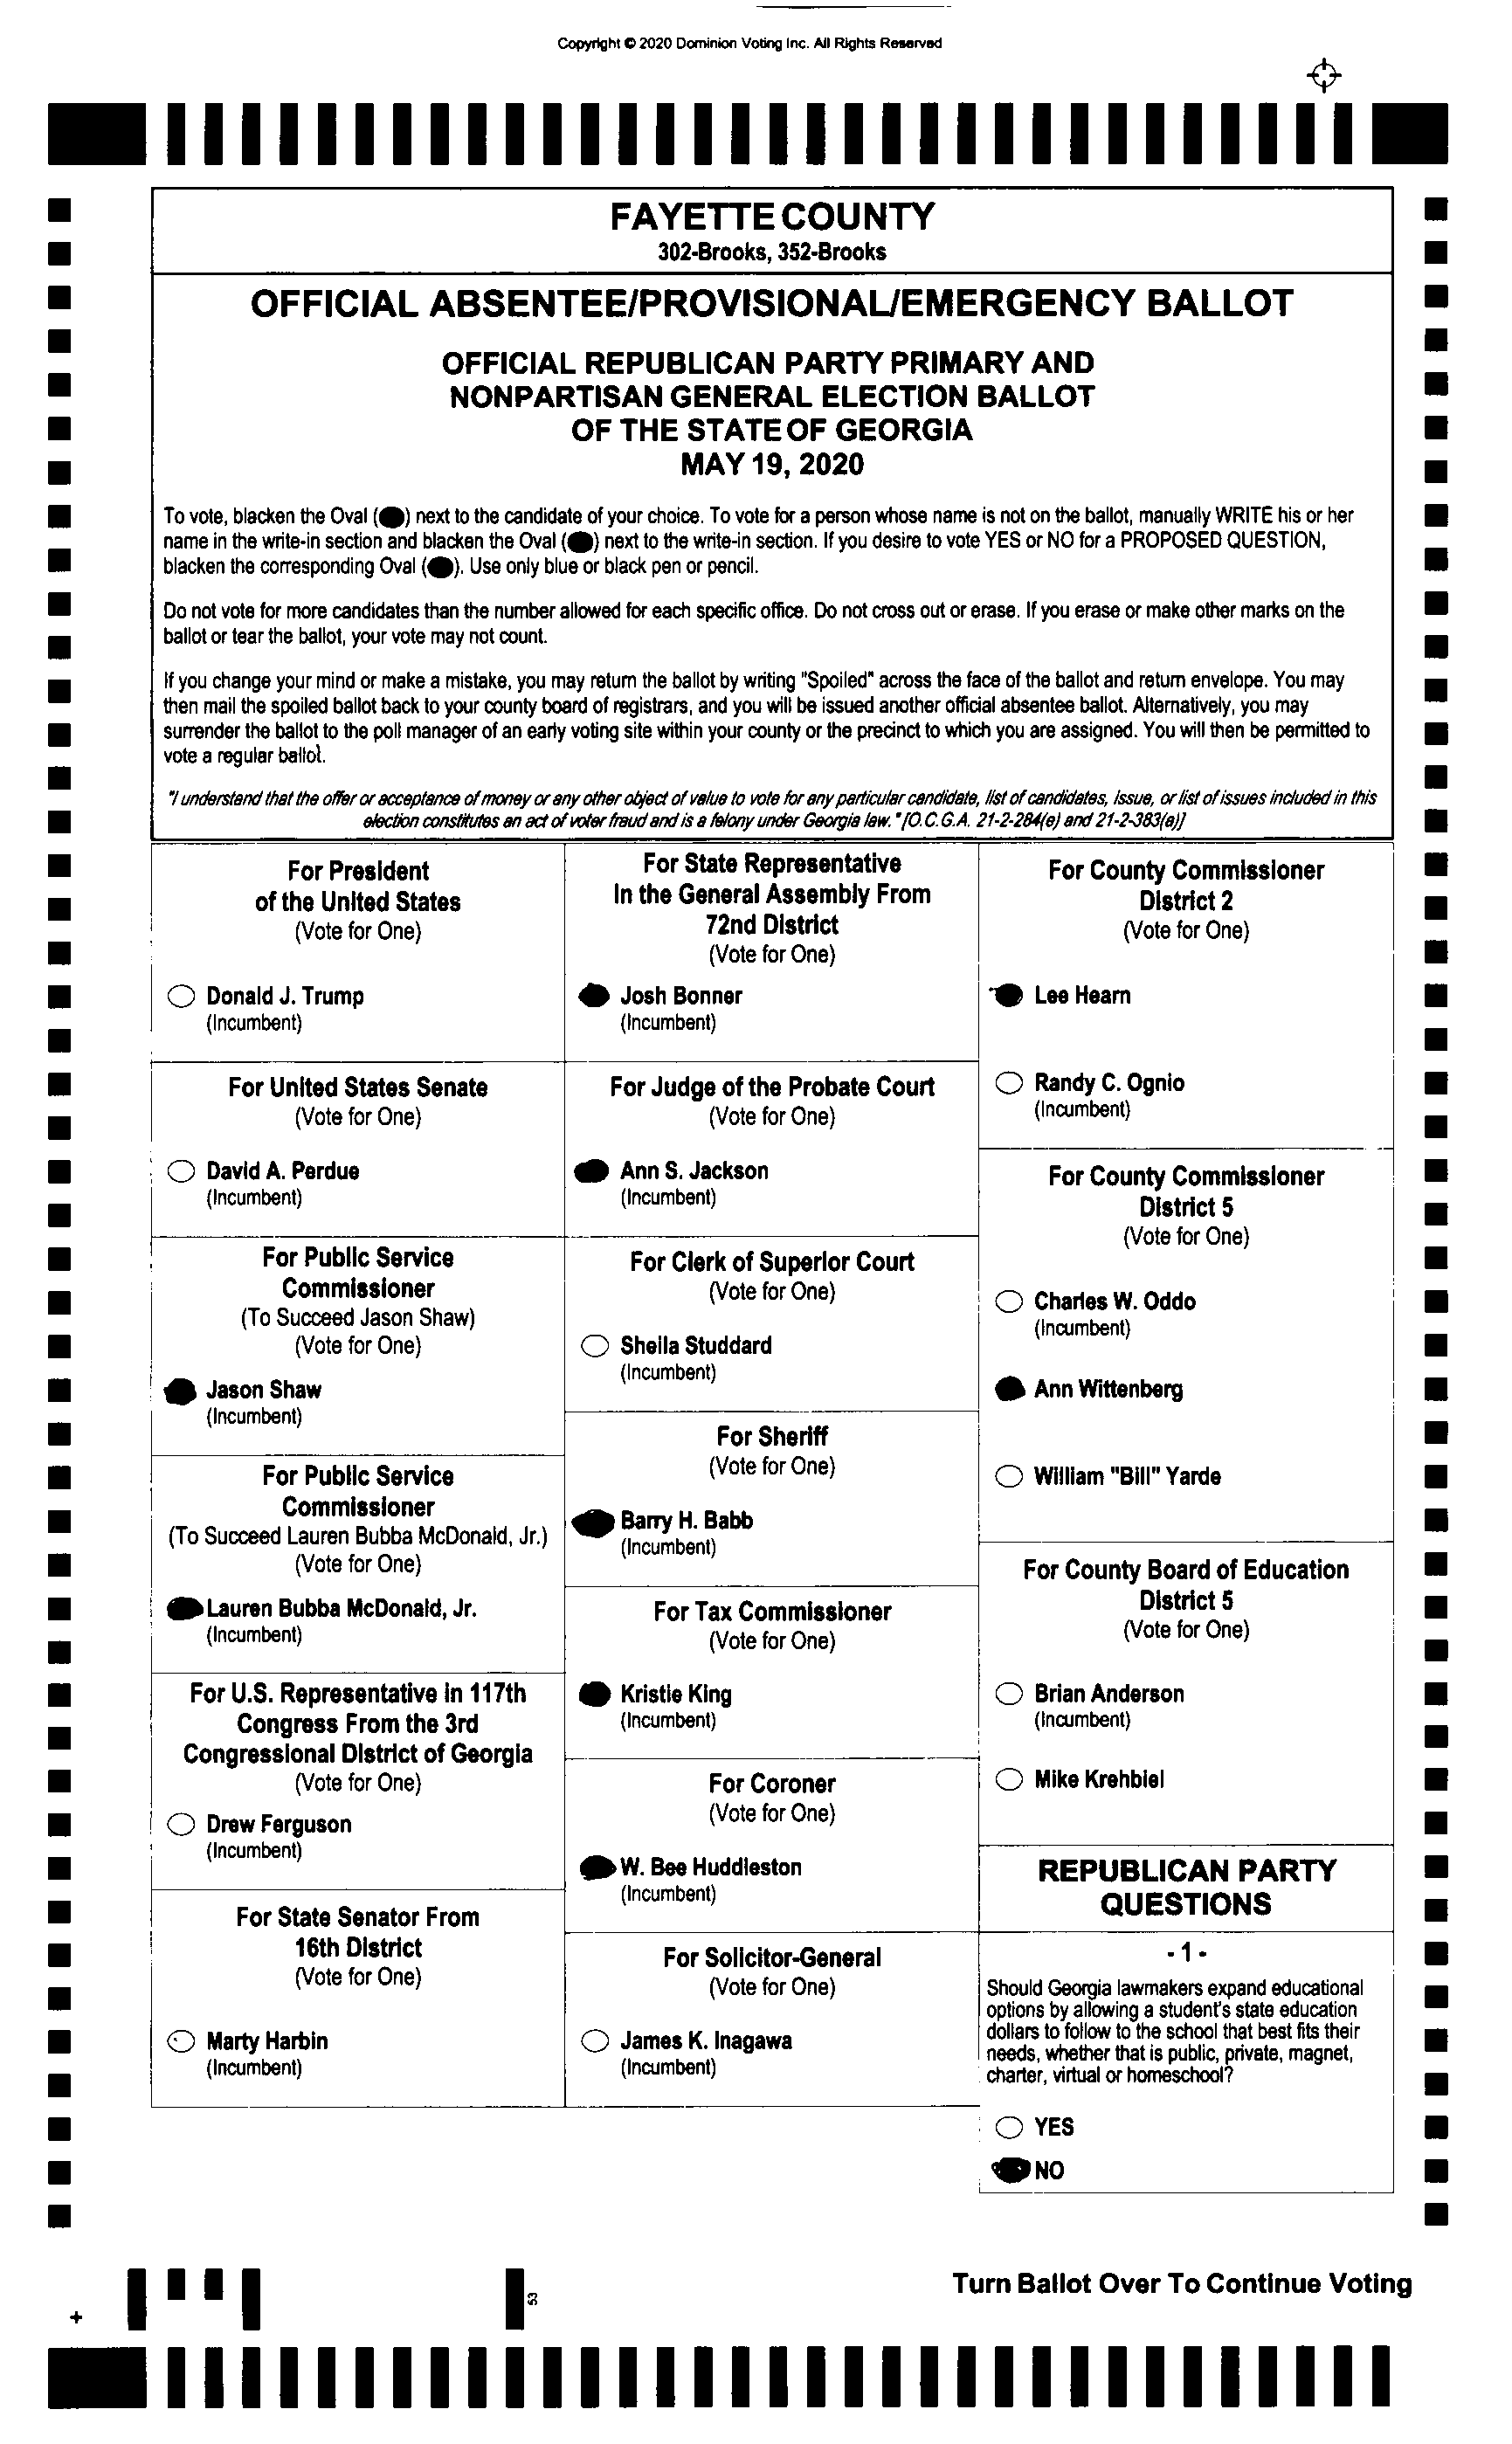 Copyright © 2020 Dominion Voting Inc. All Rights Reserved
FAYETTE COUNTY
302-Brooks, 352-Brooks
OFFICIAL ABSENTEE/PROVISIONAL/EMERGENCY BALLOT
OFFICIAL REPUBLICAN PARTY PRIMARY AND
NONPARTISAN GENERAL ELECTION BALLOT
OF THE STATE OF GEORGIA
MAY 19, 2020
To vote, blacken the Oval ( ) next to the candidate of your choice. To vote for a person whose name is not on the ballot, manually WRITE his or her
name in the write-in section and blacken the Oval ( ) next to the write-in section. If you desire to vote YES or NO for a PROPOSED QUESTION,
blacken the corresponding Oval ( ). Use only blue or black pen or pencil.
Do not vote for more candidates than the number allowed for each specific office. Do not cross out or erase. If you erase or make other marks on the
ballot or tear the ballot, your vote may not count.
If you change your mind or make a mistake, you may return the ballot by writing "Spoiled" across the face of the ballot and return envelope. You may
then mail the spoiled ballot back to your county board of registrars, and you will be issued another official absentee ballot. Alternatively, you may
surrender the ballot to the poll manager of an early voting site within your county or the precinct to which you are assigned. You will then be permitted to
vote a regular ballot.
"I understand that the offer or acceptance of money or any other object of value to vote for any particular candidate, list of candidates, issue, or list of issues included in this
election constitutes an act of voter fraud and is a felony under Georgia law." [O.C.G.A. 21-2-284(e) and 21-2-383(a)]
For President
of the United States
(Vote for One)
Donald J. Trump
(Incumbent)
For United States Senate
(Vote for One)
David A. Perdue
(Incumbent)
For Public Service
Commissioner
(To Succeed Jason Shaw)
(Vote for One)
Jason Shaw
(Incumbent)
For Public Service
Commissioner
(To Succeed Lauren Bubba McDonald, Jr.)
(Vote for One)
Lauren Bubba McDonald, Jr.
(Incumbent)
For U.S. Representative in 117th
Congress From the 3rd
Congressional District of Georgia
(Vote for One)
Drew Ferguson
(Incumbent)
For State Senator From
16th District
(Vote for One)
Marty Harbin
(Incumbent)
For State Representative
In the General Assembly From
72nd District
(Vote for One)
Josh Bonner
(Incumbent)
For Judge of the Probate Court
(Vote for One)
Ann S. Jackson
(Incumbent)
For Clerk of Superior Court
(Vote for One)
Sheila Studdard
(Incumbent)
For Sheriff
(Vote for One)
Barry H. Babb
(Incumbent)
For Tax Commissioner
(Vote for One)
Kristie King
(Incumbent)
For Coroner
(Vote for One)
W. Bee Huddleston
(Incumbent)
For Solicitor-General
(Vote for One)
James K. Inagawa
(Incumbent)
For County Commissioner
District 2
(Vote for One)
Lee Hearn
Randy C. Ognio
(Incumbent)
For County Commissioner
District 5
(Vote for One)
Charles W. Oddo
(Incumbent)
Ann Wittenberg
William "Bill" Yarde
For County Board of Education
District 5
(Vote for One)
Brian Anderson
(Incumbent)
Mike Krehbiel
REPUBLICAN PARTY
QUESTIONS
- 1 -
Should Georgia lawmakers expand educational
options by allowing a student's state education
dollars to follow to the school that best fits their
needs, whether that is public, private, magnet,
charter, virtual or homeschool?
YES
NO
Turn Ballot Over To Continue Voting
53